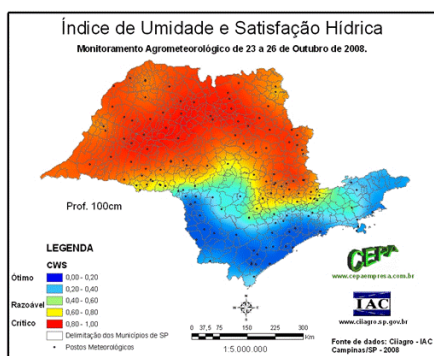 Índice de Umidade e Satisfação Hídrica
Monitoramento Agrometeorológico de 23 a 26 de Outubro de 2008.
Prof. 100cm
LEGENDA
CWS
Ótimo
0,00 - 0,20
0,20 - 0,40
Razoável
0,40 - 0,60
0,60 - 0,80
Crítico
0,80 - 1,00
Delimitação dos Municípios de SP
Postos Meteorológicos
0 37,5 75 150 225 300
Km
1:5.000.000
CEPA
www.cepaempresa.com.br
IAC
www.ciiagro.sp.gov.br
Fonte de dados: Ciiagro - IAC
Campinas/SP - 2008